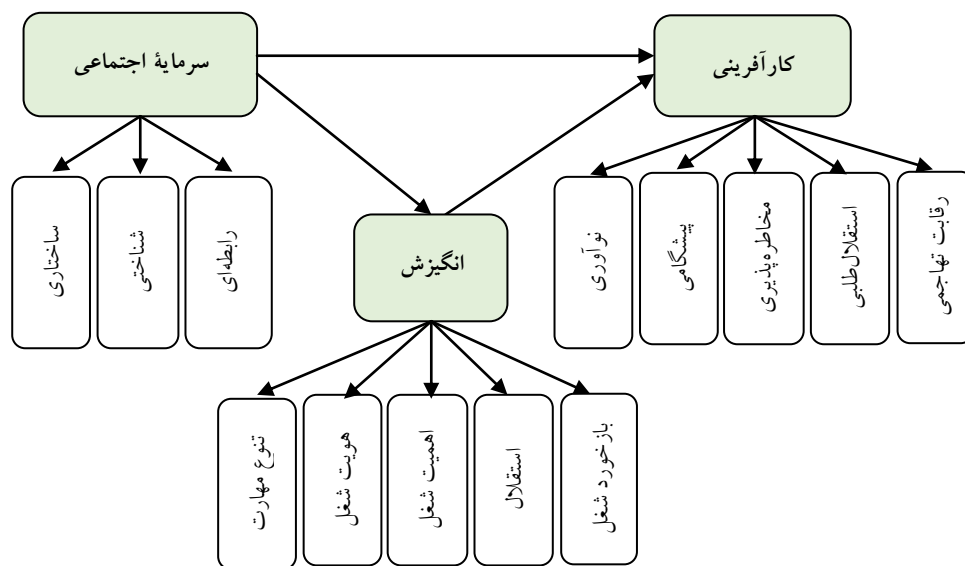 سرمایۀ اجتماعی
کارآفرینی
ساختاری
شناختی
رابطه‌ای
انگیزش
نوآوری
پیشگامی
مخاطره‌پذیری
استقلال‌طلبی
رقابت تهاجمی
تنوع مهارت
هویت شغل
اهمیت شغل
استقلال
بازخورد شغل